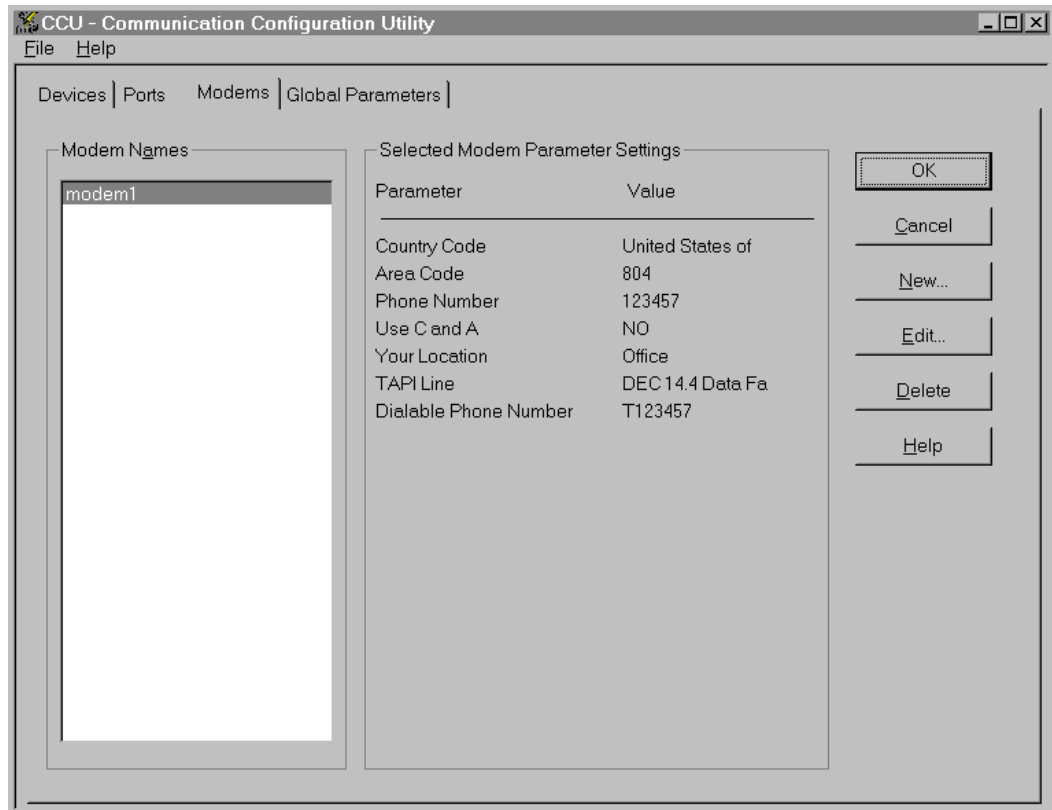 CCU - Communication Configuration Utility
File Help
Devices Ports Modems Global Parameters
Modem Names
modem1
Selected Modem Parameter Settings
Parameter Value
Country Code United States of
Area Code 804
Phone Number 123457
Use C and A NO
Your Location Office
TAPI Line DEC 14.4 Data Fa
Dialable Phone Number T123457
OK
Cancel
New...
Edit...
Delete
Help